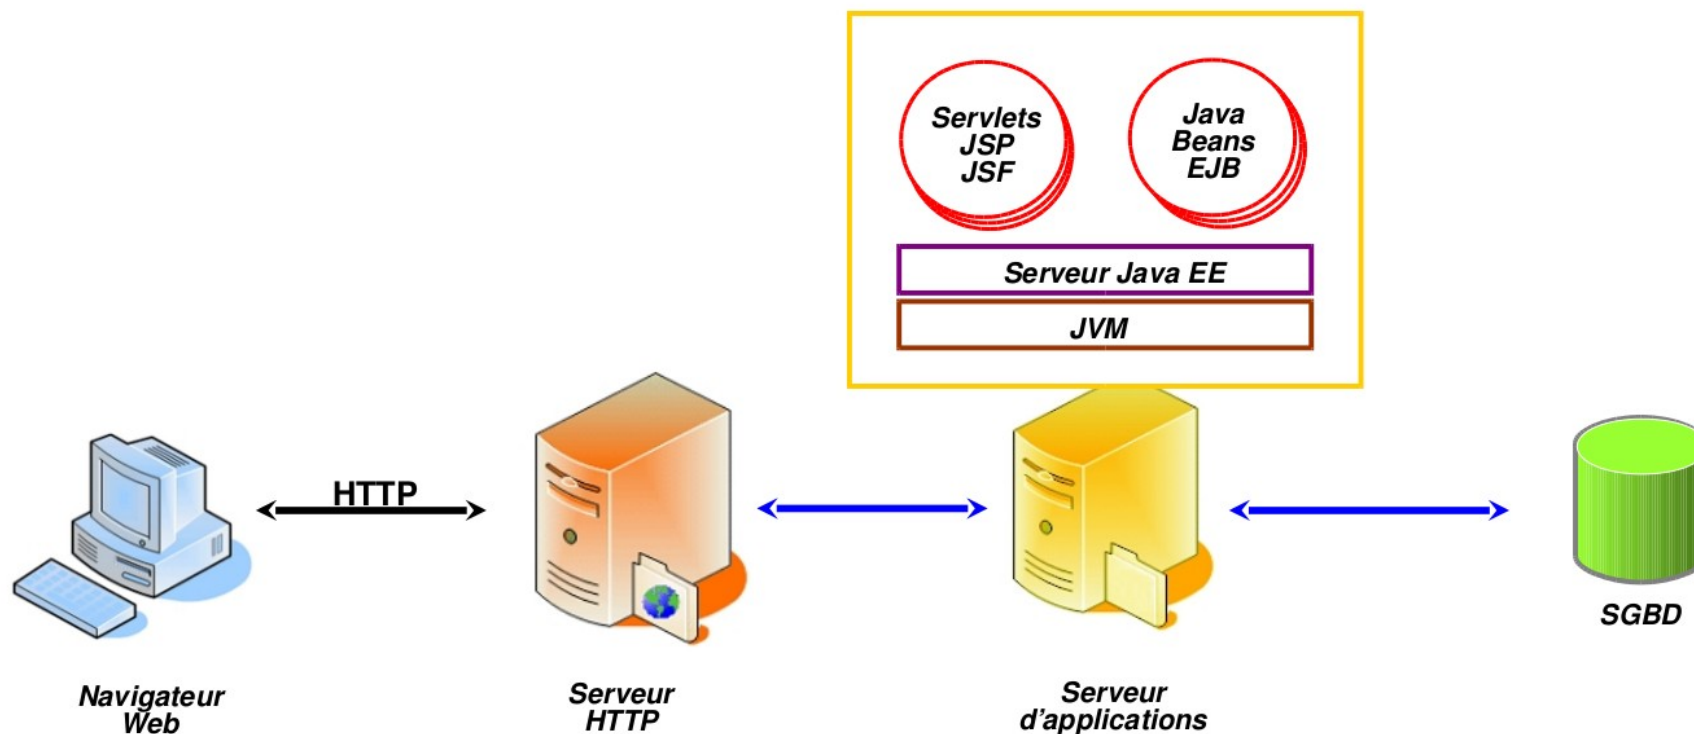 Servlets
JSP
JSF
Java
Beans
EJB
Serveur Java EE
JVM
HTTP
SGBD
Navigateur
Web
Serveur
HTTP
Serveur
d'applications